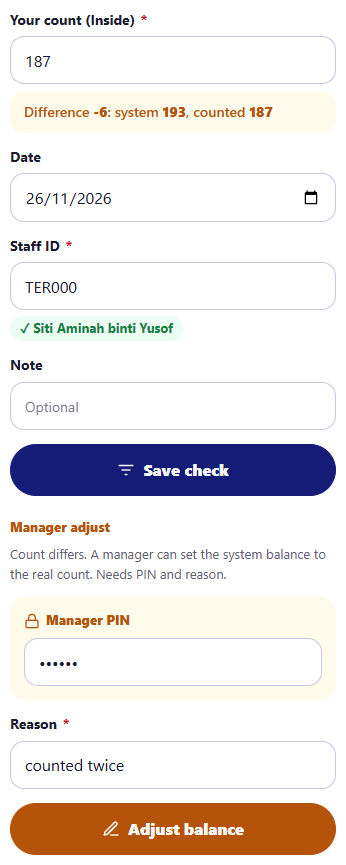 Your count (Inside) *
187
Difference -6: system 193, counted 187
Date
26/11/2026
Staff ID *
TER000
✓ Siti Aminah binti Yusof
Note
Optional
Save check
Manager adjust
Count differs. A manager can set the system balance to
the real count. Needs PIN and reason.
Manager PIN
••••••
Reason *
counted twice
Adjust balance